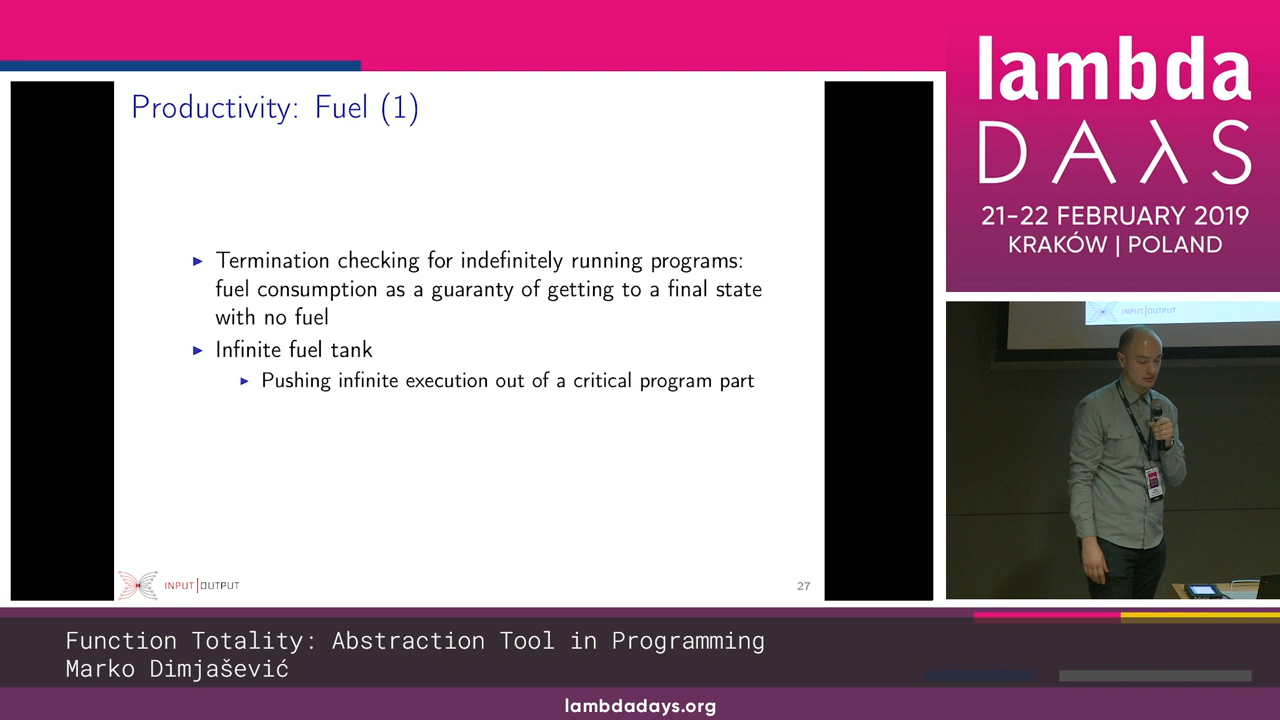 Productivity: Fuel (1)
▶ Termination checking for indefinitely running programs:
fuel consumption as a guaranty of getting to a final state
with no fuel
▶ Infinite fuel tank
▶ Pushing infinite execution out of a critical program part
INPUT|OUTPUT
27
lambda
DAλS
21-22 FEBRUARY 2019
KRAKÓW | POLAND
INPUT|OUTPUT
Function Totality: Abstraction Tool in Programming
Marko Dimjašević
lambdadays.org